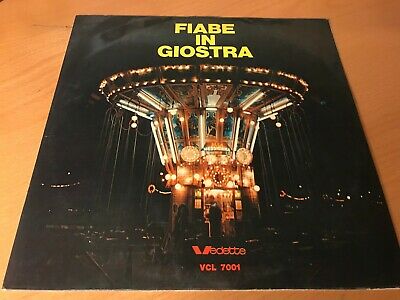 FIABE
IN
GIOSTRA
Vedette
VCL 7001